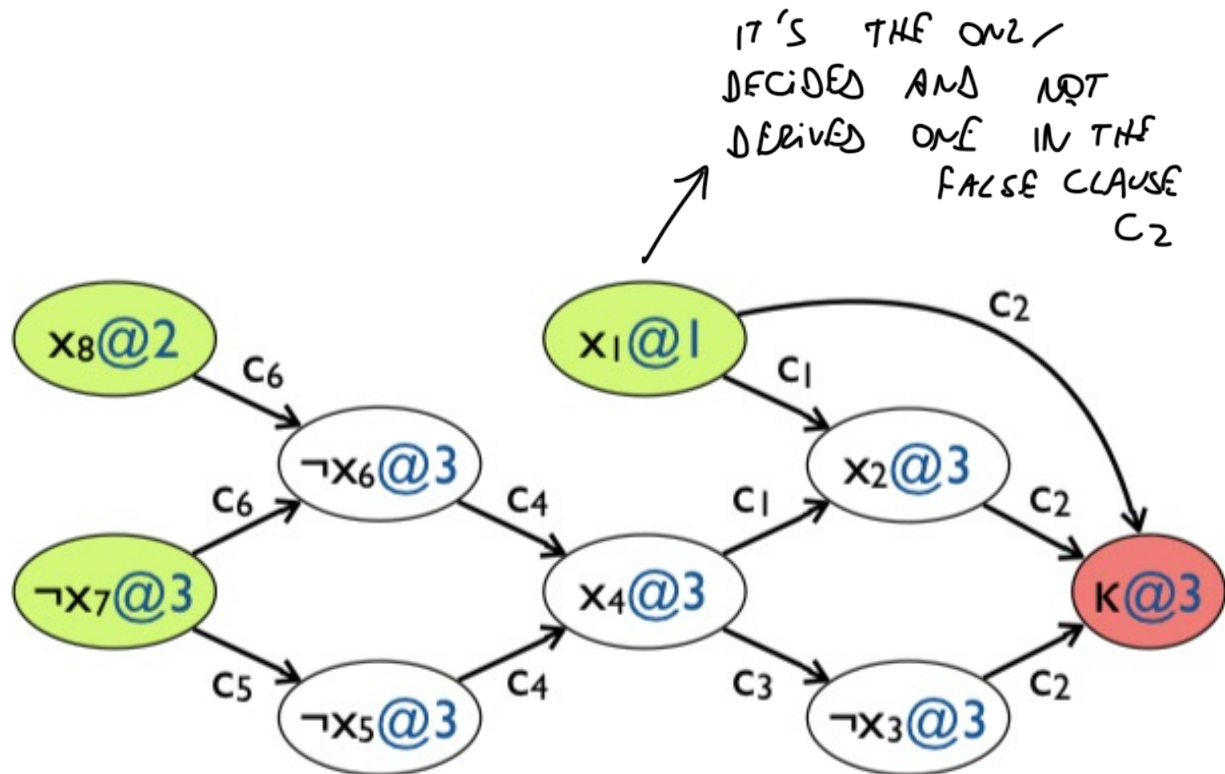 IT'S THE ONLY
DECIDED AND NOT
DERIVED ONE IN THE
FALSE CLAUSE
C2
c2
x8@2
x1@1
c6
c1
¬x6@3
x2@3
c6
c4
c1
c2
¬x7@3
x4@3
K@3
c5
c4
c3
c2
¬x5@3
¬x3@3